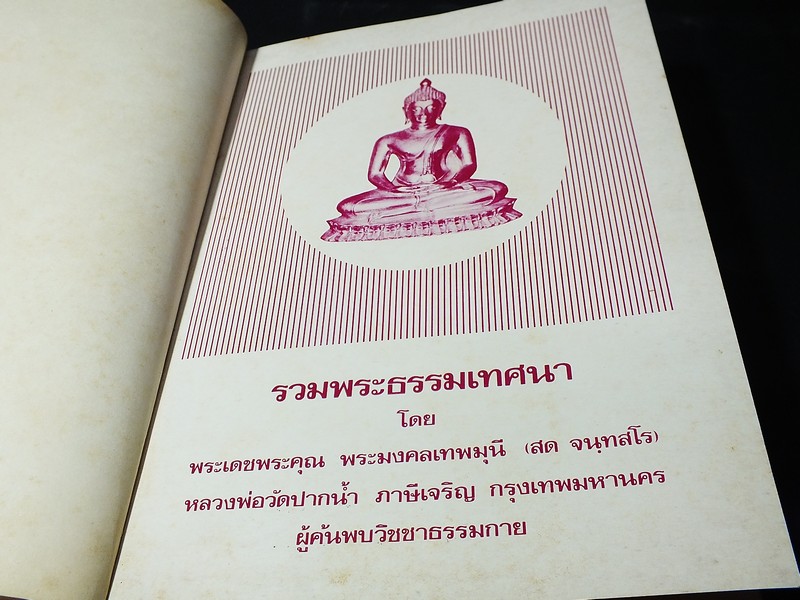 รวมพระธรรมเทศนา
โดย
พระเดชพระคุณ พระมงคลเทพมุนี (สด จนฺทสโร)
หลวงพ่อวัดปากน้ำ ภาษีเจริญ กรุงเทพมหานคร
ผู้ค้นพบวิชชาธรรมกาย